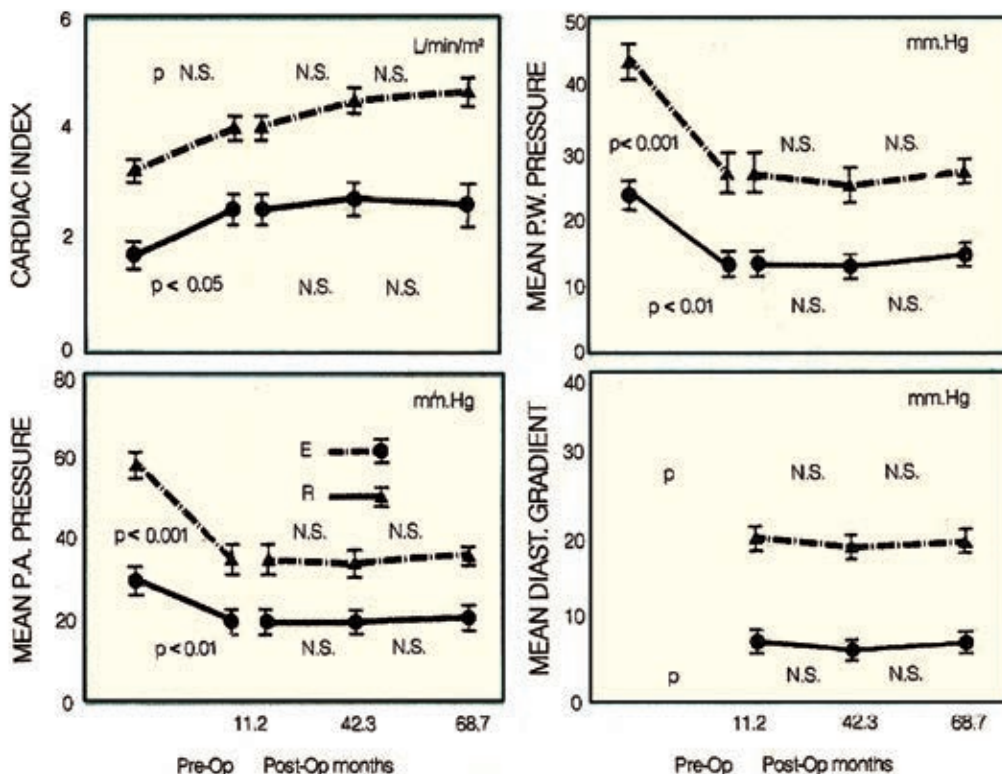 CARDIAC INDEX
6
4
2
0
L/min/m²
p N.S. N.S. N.S.
p < 0.05 N.S. N.S.
MEAN P.W. PRESSURE
50
40
30
20
10
0
mm.Hg
p< 0.001 N.S. N.S.
p < 0.01 N.S. N.S.
MEAN P.A. PRESSURE
80
60
40
20
0
mm.Hg
E
R
p < 0.001 N.S. N.S.
p < 0.01 N.S. N.S.
11.2 42.3 68.7
Pre-Op Post-Op months
MEAN DIAST. GRADIENT
40
30
20
10
0
mm.Hg
p N.S. N.S.
p N.S. N.S.
11.2 42.3 68.7
Pre-Op Post-Op months